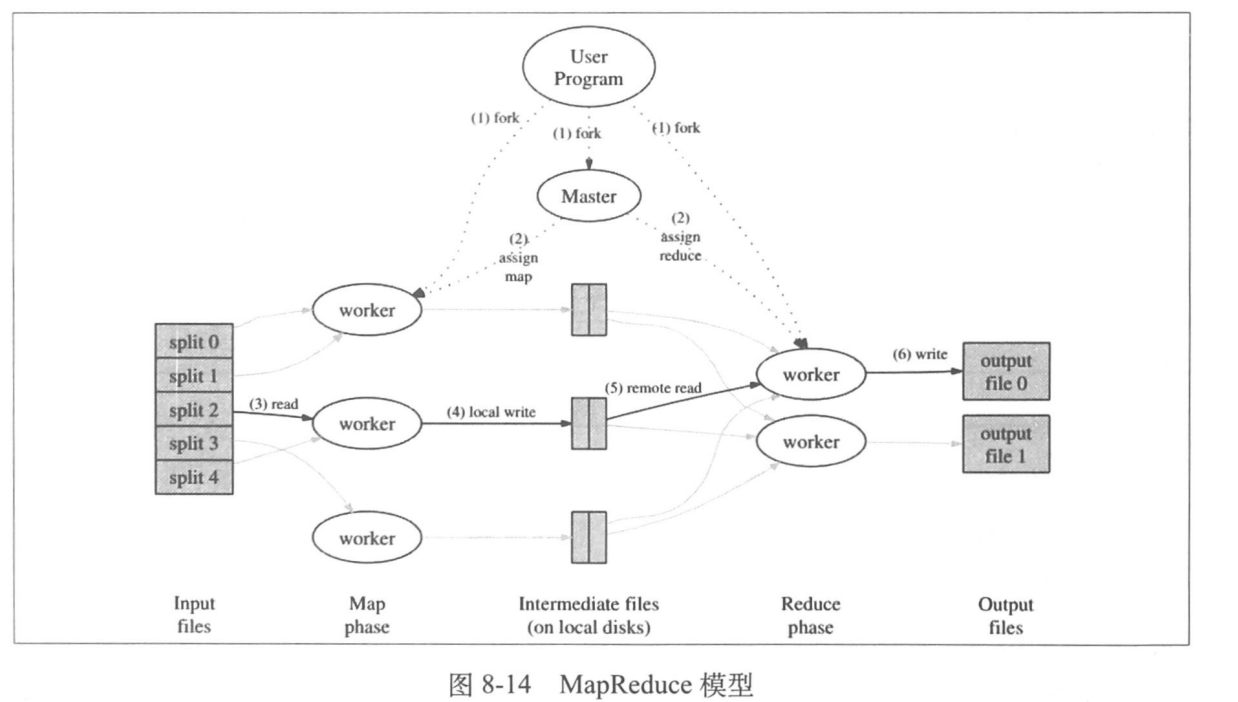 User
Program
(1) fork
(1) fork
(1) fork
Master
(2)
assign
map
(2)
assign
reduce
split 0
split 1
split 2
split 3
split 4
(3) read
worker
worker
worker
(4) local write
(5) remote read
worker
worker
(6) write
output
file 0
output
file 1
Input
files
Map
phase
Intermediate files
(on local disks)
Reduce
phase
Output
files
图 8-14 MapReduce 模型